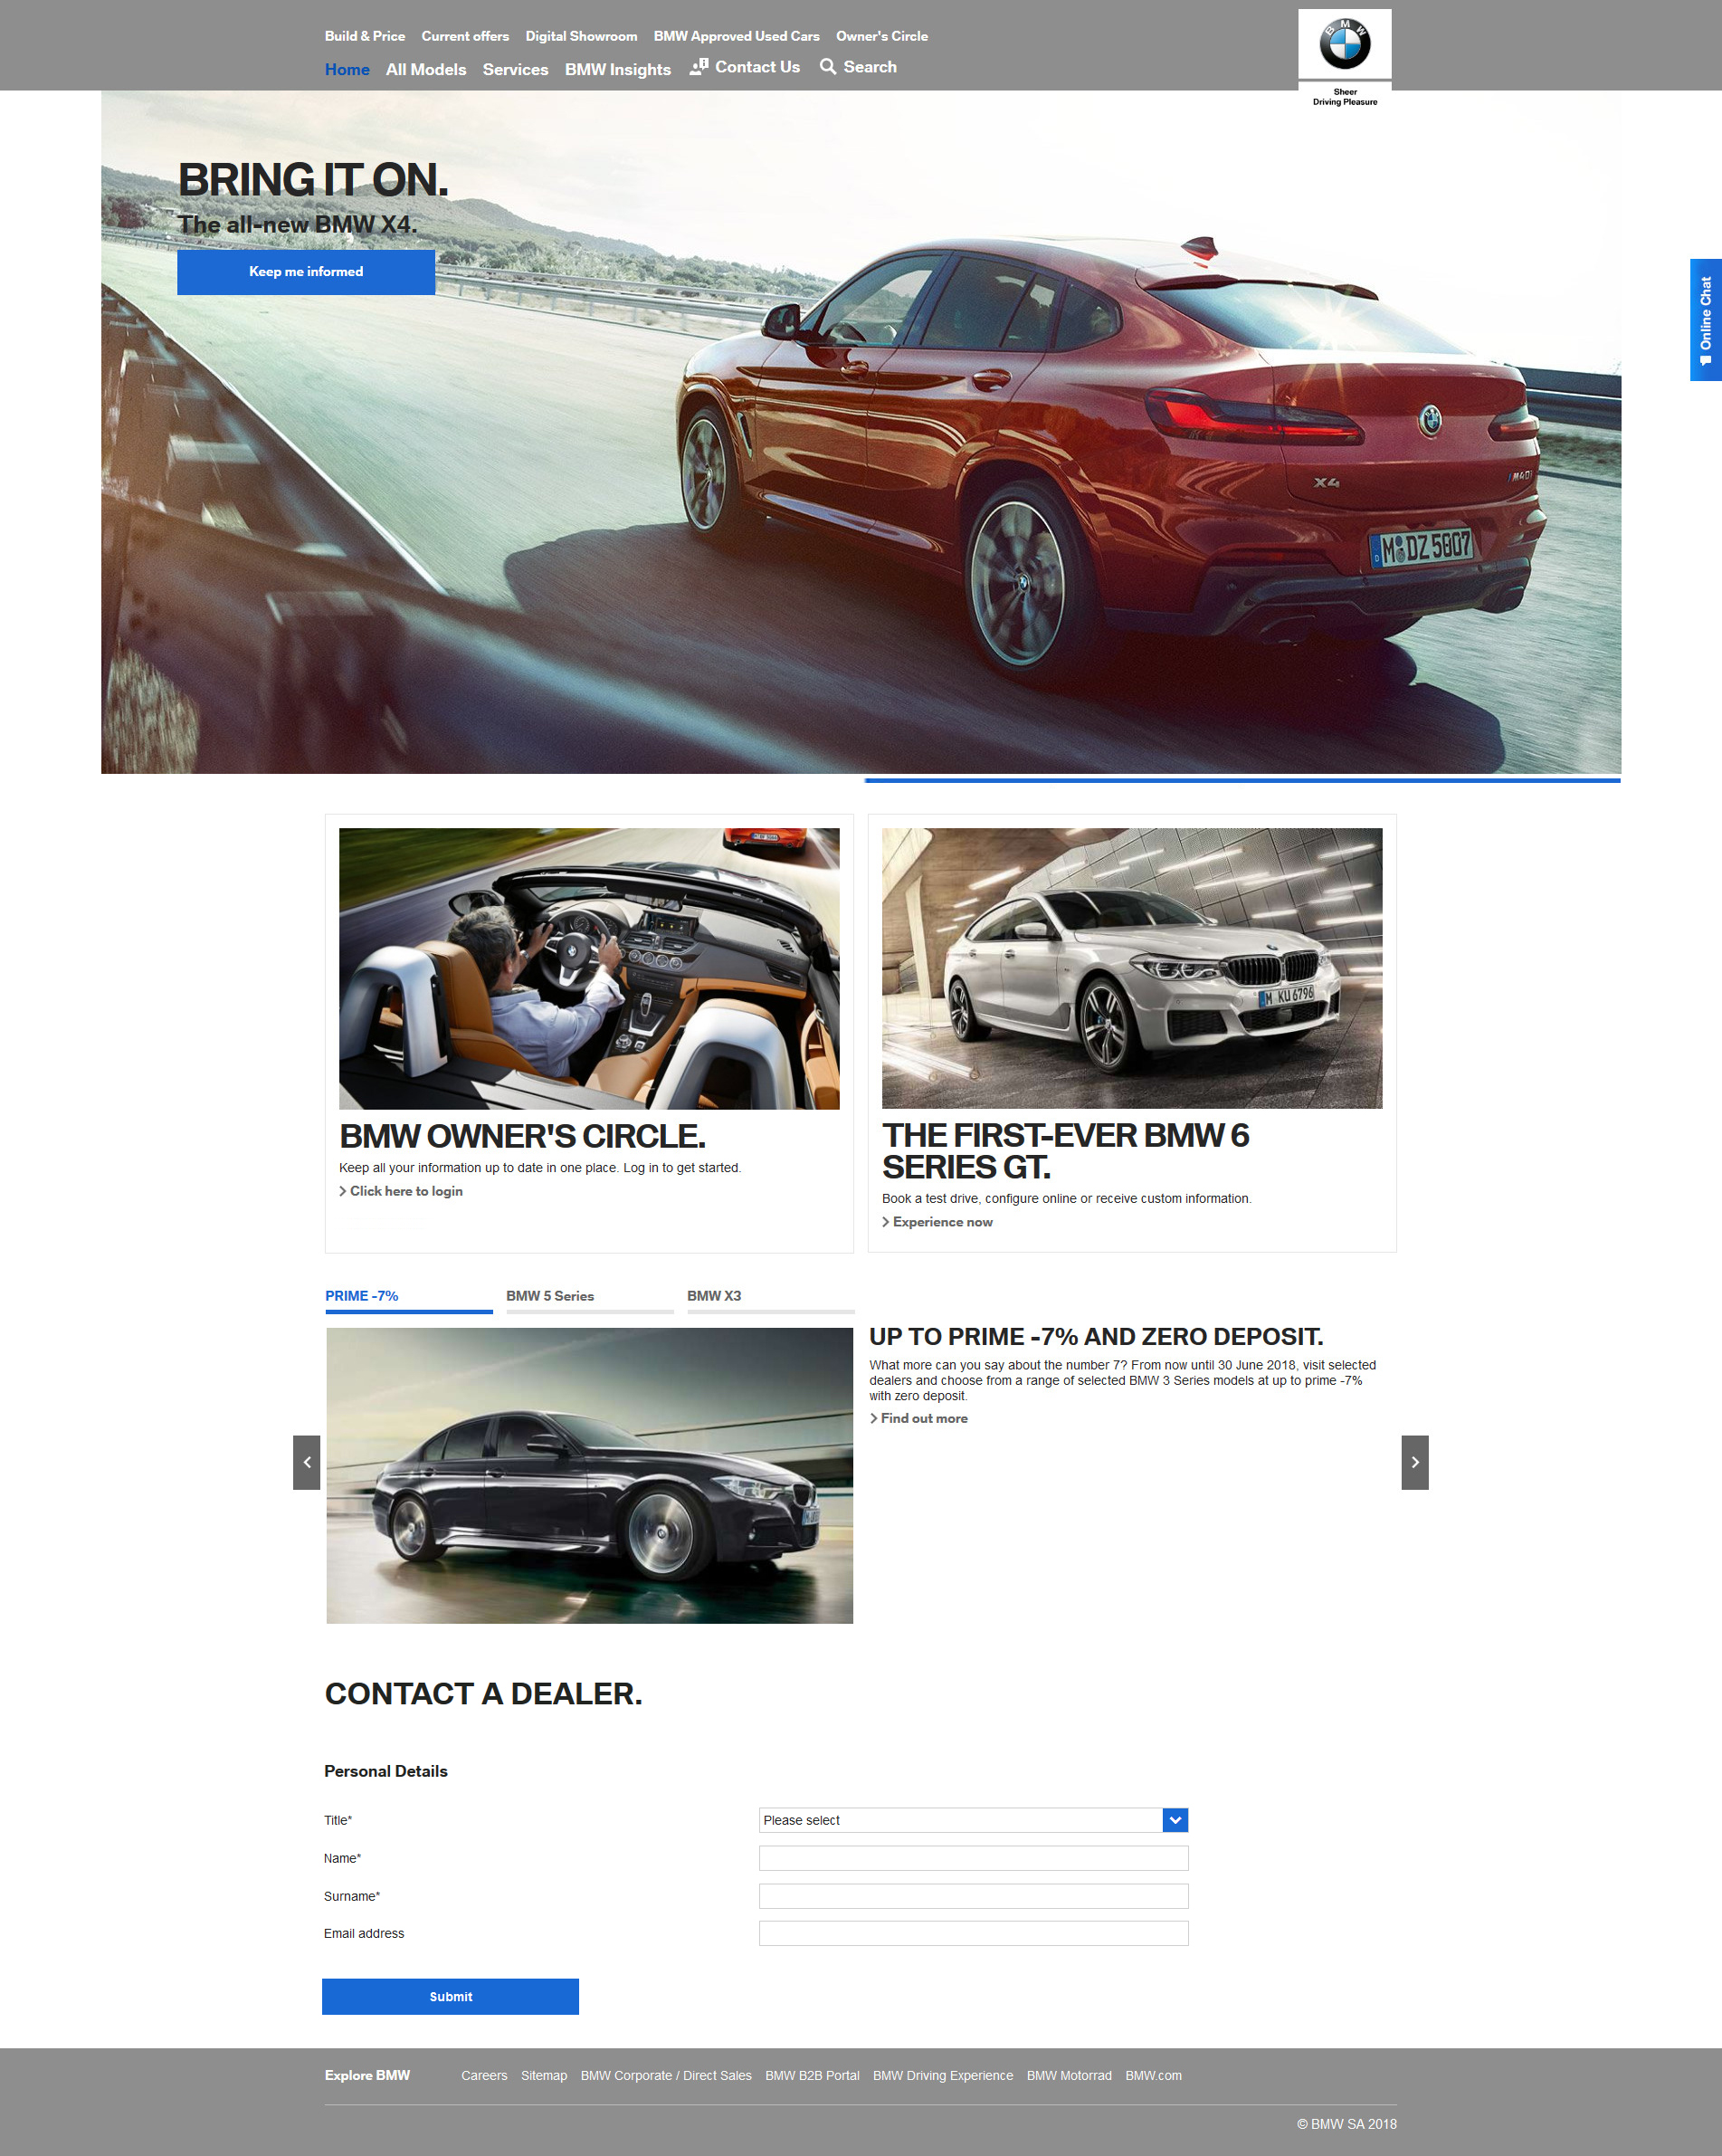 Build & Price Current offers Digital Showroom BMW Approved Used Cars Owner's Circle
Home All Models Services BMW Insights Contact Us Search
BMW
Sheer
Driving Pleasure
BRING IT ON.
The all-new BMW X4.
Keep me informed
Online Chat
X4
M40i
M DZ 5807
BMW OWNER'S CIRCLE.
Keep all your information up to date in one place. Log in to get started.
Click here to login
M KU 6796
THE FIRST-EVER BMW 6
SERIES GT.
Book a test drive, configure online or receive custom information.
Experience now
PRIME -7% BMW 5 Series BMW X3
UP TO PRIME -7% AND ZERO DEPOSIT.
What more can you say about the number 7? From now until 30 June 2018, visit selected
dealers and choose from a range of selected BMW 3 Series models at up to prime -7%
with zero deposit.
Find out more
CONTACT A DEALER.
Personal Details
Title* Please select
Name*
Surname*
Email address
Submit
Explore BMW Careers Sitemap BMW Corporate / Direct Sales BMW B2B Portal BMW Driving Experience BMW Motorrad BMW.com
© BMW SA 2018